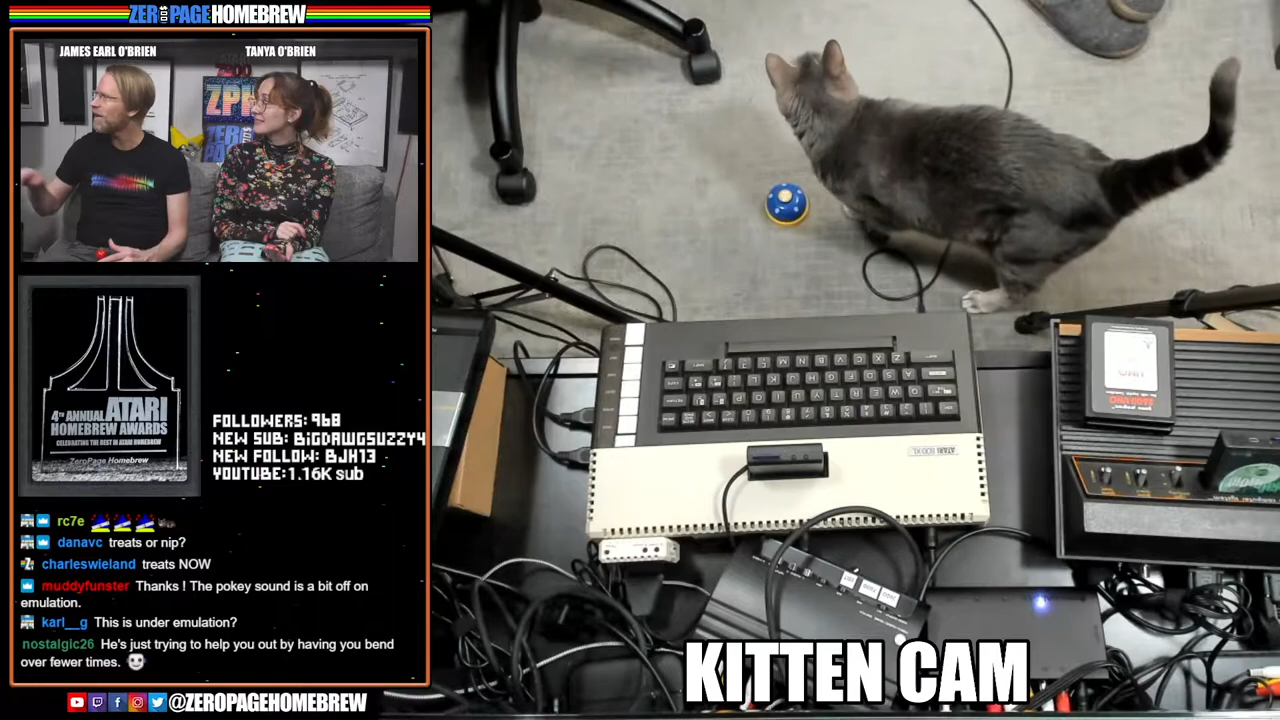 ZEROPAGE HOMEBREW
JAMES EARL O'BRIEN
TANYA O'BRIEN
4TH ANNUAL ATARI
HOMEBREW AWARDS
CELEBRATING THE BEST IN ATARI HOMEBREW
ZeroPage Homebrew
FOLLOWERS: 968
NEW SUB: BIGDAWGSUZZY4
NEW FOLLOW: BJH13
YOUTUBE:1.16K sub
rc7e
danavc treats or nip?
charleswieland treats NOW
muddyfunster Thanks ! The pokey sound is a bit off on
emulation.
karl__g This is under emulation?
nostalgic26 He's just trying to help you out by having you bend
over fewer times.
@ZEROPAGEHOMEBREW
ATARI 800XL
KITTEN CAM